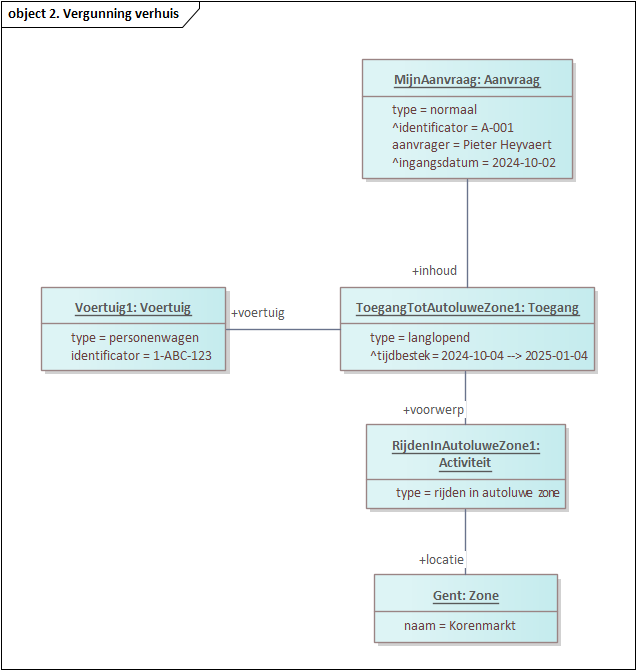 object 2. Vergunning verhuis
MijnAanvraag: Aanvraag
type = normaal
^identificator = A-001
aanvrager = Pieter Heyvaert
^ingangsdatum = 2024-10-02
+inhoud
Voertuig1: Voertuig
type = personenwagen
identificator = 1-ABC-123
+voertuig
ToegangTotAutoluweZone1: Toegang
type = langlopend
^tijdbestek = 2024-10-04 --> 2025-01-04
+voorwerp
RijdenInAutoluweZone1:
Activiteit
type = rijden in autoluwe zone
+locatie
Gent: Zone
naam = Korenmarkt